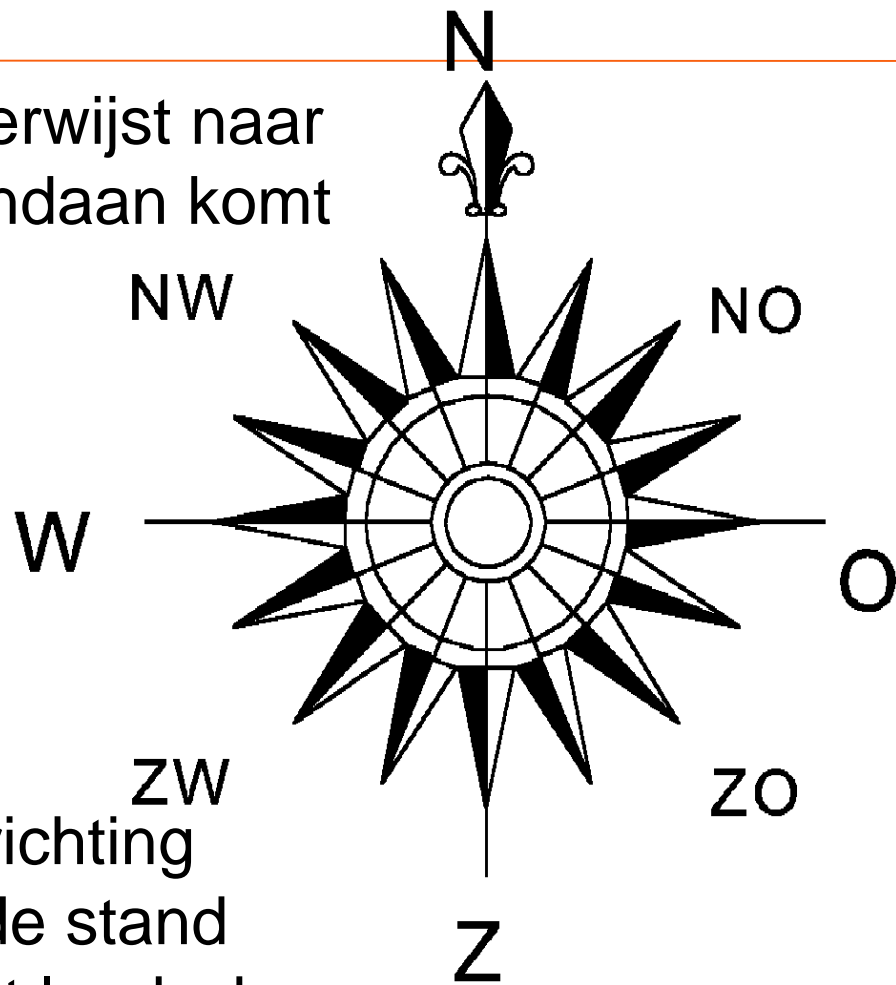 N
erwijst naar
ndaan komt
NW
NO
W
O
ZW
ZO
richting
de stand
Z